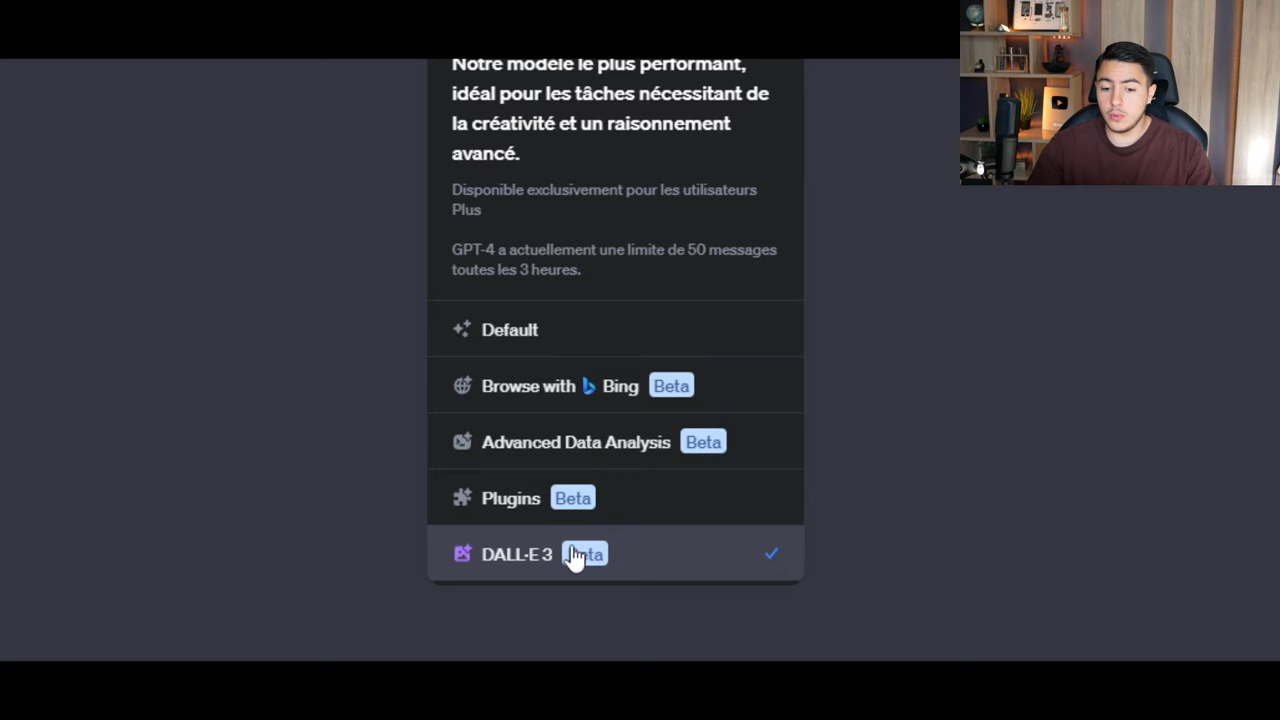 Notre modèle le plus performant,
idéal pour les tâches nécessitant de
la créativité et un raisonnement
avancé.
Disponible exclusivement pour les utilisateurs
Plus
GPT-4 a actuellement une limite de 50 messages
toutes les 3 heures.
Default
Browse with Bing Beta
Advanced Data Analysis Beta
Plugins Beta
DALL·E 3 Beta